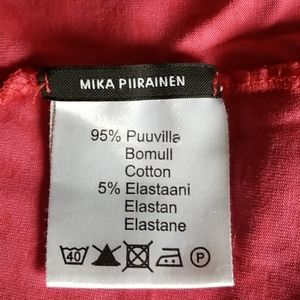 MIKA PIIRAINEN
95% Puuvilla
Bomull
Cotton
5% Elastaani
Elastan
Elastane
40 P